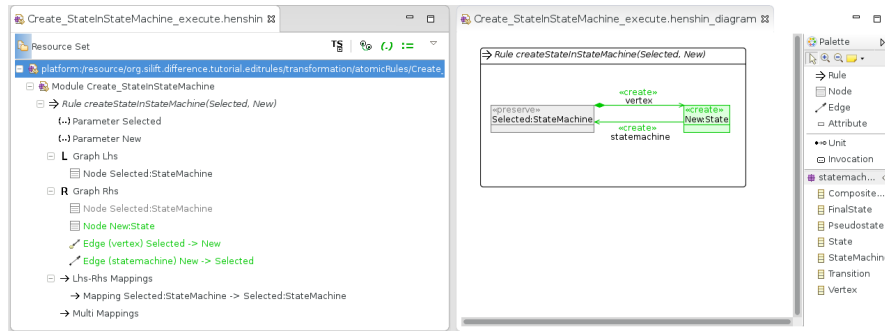 Create_StateInStateMachine_execute.henshin
Resource Set
platform:/resource/org.silift.difference.tutorial.editrules/transformation/atomicRules/Create_
Module Create_StateInStateMachine
Rule createStateInStateMachine(Selected, New)
(..) Parameter Selected
(..) Parameter New
L Graph Lhs
Node Selected:StateMachine
R Graph Rhs
Node Selected:StateMachine
Node New:State
Edge (vertex) Selected -> New
Edge (statemachine) New -> Selected
Lhs-Rhs Mappings
Mapping Selected:StateMachine -> Selected:StateMachine
Multi Mappings
Create_StateInStateMachine_execute.henshin_diagram
Rule createStateInStateMachine(Selected, New)
«create»
vertex
«preserve»
Selected:StateMachine
«create»
New:State
«create»
statemachine
Palette
Rule
Node
Edge
Attribute
Unit
Invocation
statemach...
Composite...
FinalState
Pseudostate
State
StateMachin
Transition
Vertex